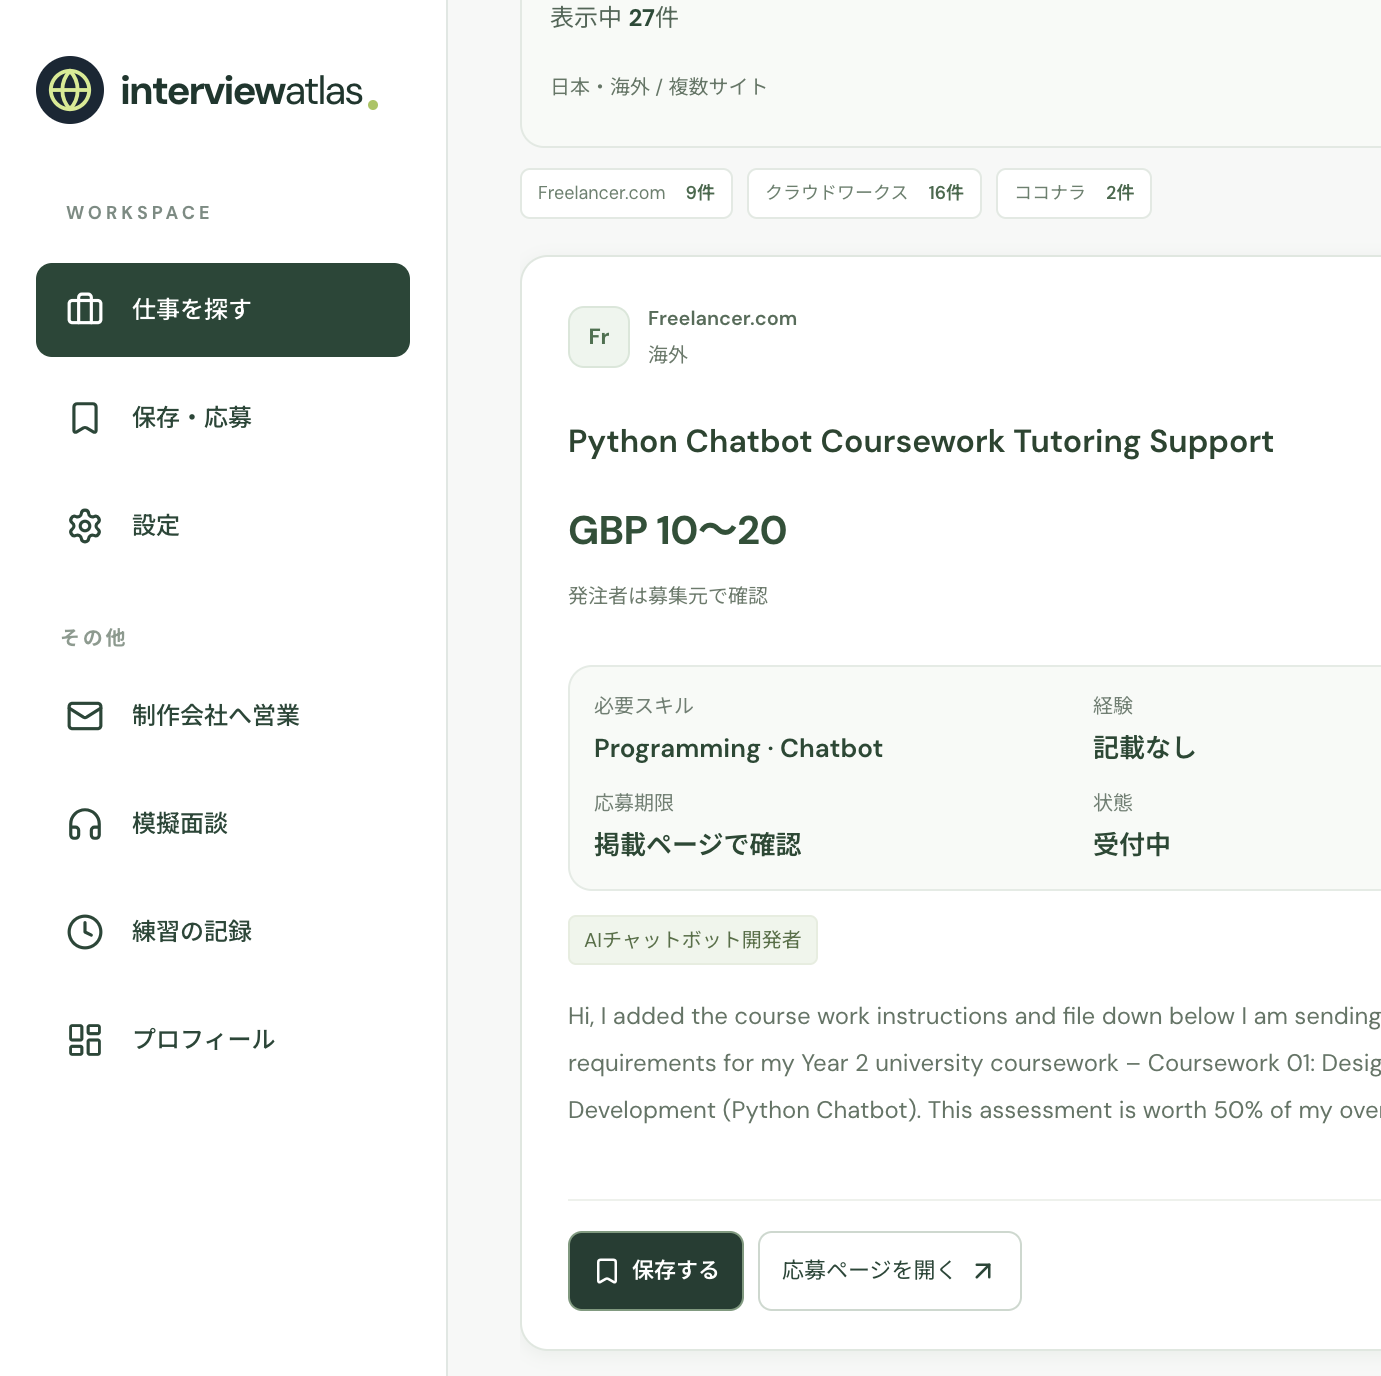 interviewatlas.
WORKSPACE
仕事を探す
保存・応募
設定
その他
制作会社へ営業
模擬面談
練習の記録
プロフィール
表示中 27件
日本・海外 / 複数サイト
Freelancer.com 9件
クラウドワークス 16件
ココナラ 2件
Fr
Freelancer.com
海外
Python Chatbot Coursework Tutoring Support
GBP 10〜20
発注者は募集元で確認
必要スキル
Programming · Chatbot
経験
記載なし
応募期限
掲載ページで確認
状態
受付中
AIチャットボット開発者
Hi, I added the course work instructions and file down below I am sending
requirements for my Year 2 university coursework – Coursework 01: Desig
Development (Python Chatbot). This assessment is worth 50% of my over
保存する
応募ページを開く